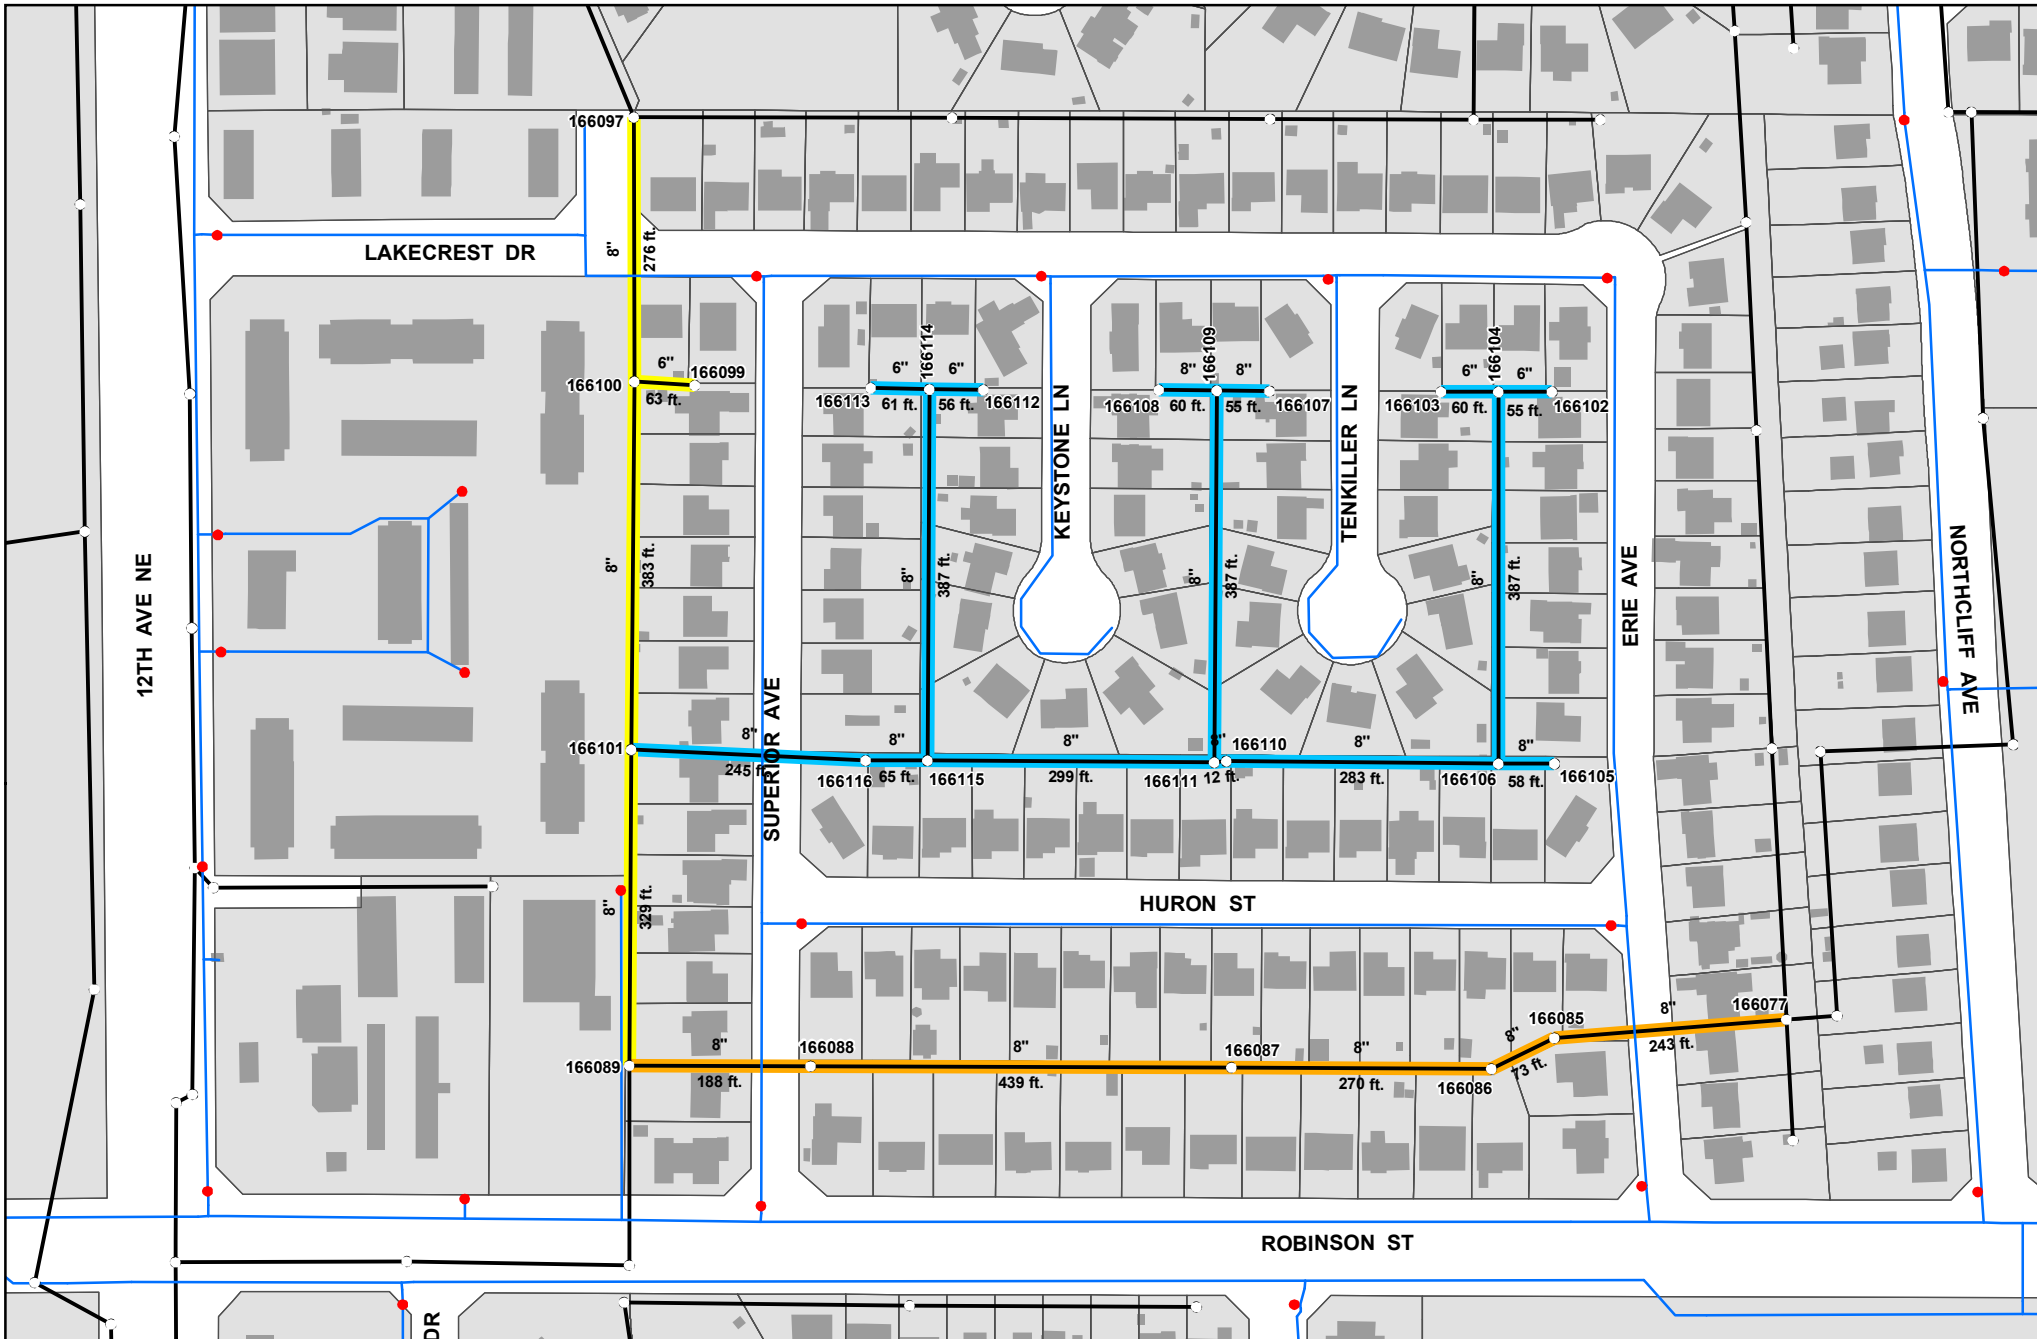 166097
LAKECREST DR
8"
276 ft.
166100
6"
166099
63 ft.
6"
166114
6"
166113
61 ft.
56 ft.
166112
8"
166109
8"
166108
60 ft.
55 ft.
166107
6"
166104
6"
166103
60 ft.
55 ft.
166102
KEYSTONE LN
TENKILLER LN
8"
383 ft.
8"
387 ft.
8"
387 ft.
8"
387 ft.
ERIE AVE
NORTHCLIFF AVE
12TH AVE NE
SUPERIOR AVE
166101
8"
245 ft.
8"
166116
65 ft.
166115
8"
299 ft.
8"
166110
166111
12 ft.
8"
283 ft.
166106
8"
58 ft.
166105
8"
329 ft.
HURON ST
166089
8"
188 ft.
166088
8"
439 ft.
166087
8"
270 ft.
166086
8"
73 ft.
166085
8"
243 ft.
166077
ROBINSON ST
DR